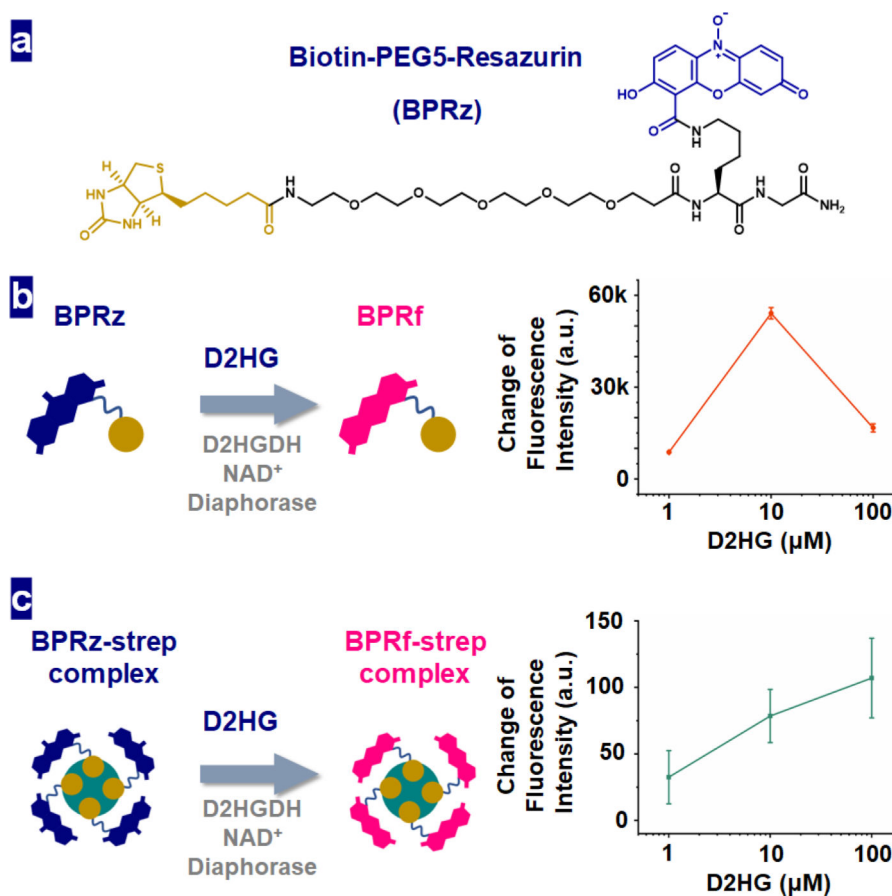 a
Biotin-PEG5-Resazurin
(BPRz)
O⁻
N⁺
HO
O
O
O
N
H
H
S
HN
NH
H
O
O
H
N
O
O
O
O
O
O
N
H
O
H
N
O
NH₂
b
BPRz
BPRf
D2HG
D2HGDH
NAD⁺
Diaphorase
Change of
Fluorescence
Intensity (a.u.)
60k
30k
0
1
10
100
D2HG (µM)
c
BPRz-strep
complex
BPRf-strep
complex
D2HG
D2HGDH
NAD⁺
Diaphorase
Change of
Fluorescence
Intensity (a.u.)
150
100
50
0
1
10
100
D2HG (µM)